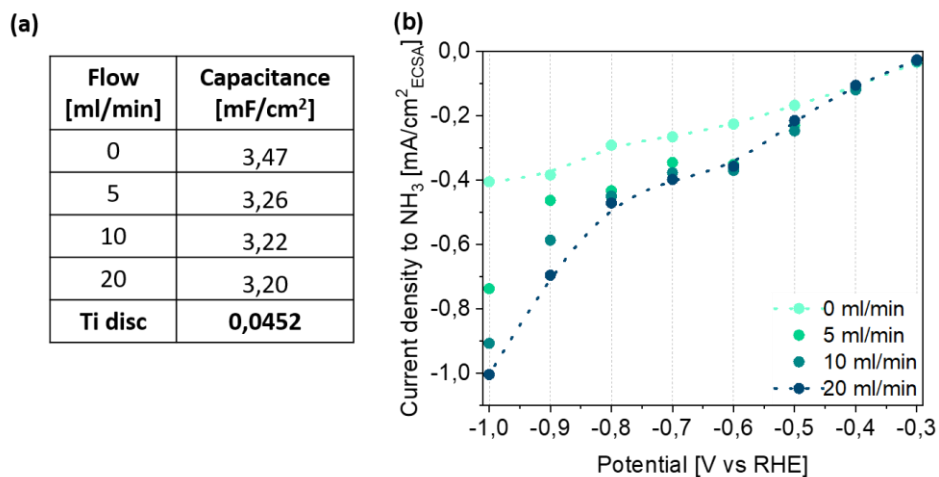 (a)
Flow [ml/min] Capacitance [mF/cm²]
0 3,47
5 3,26
10 3,22
20 3,20
Ti disc 0,0452
(b)
Current density to NH₃ [mA/cm²ECSA]
0,0
-0,2
-0,4
-0,6
-0,8
-1,0
0 ml/min
5 ml/min
10 ml/min
20 ml/min
-1,0 -0,9 -0,8 -0,7 -0,6 -0,5 -0,4 -0,3
Potential [V vs RHE]